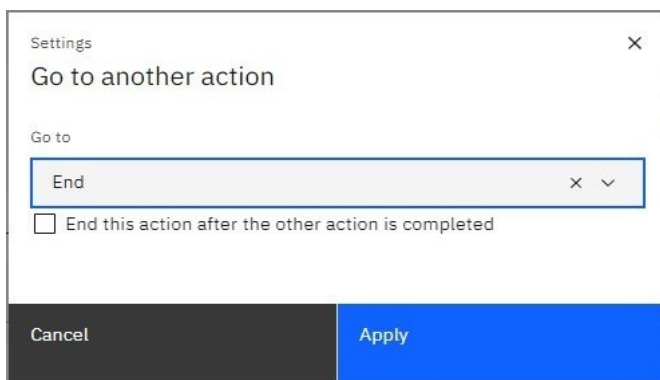 Settings
Go to another action
Go to
End
End this action after the other action is completed
Cancel
Apply